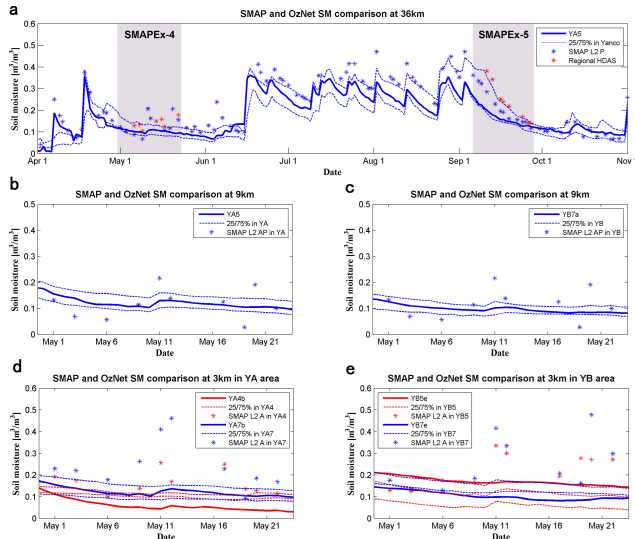 a
SMAP and OzNet SM comparison at 36km
SMAPEx-4
SMAPEx-5
YA5
25/75% in Yanco
SMAP L2 P
Regional HDAS
Soil moisture [m³/m³]
0.6
0.5
0.4
0.3
0.2
0.1
0
Apr 1
May 1
Jun 1
Jul 1
Aug 1
Sep 1
Oct 1
Nov 1
Date
b
SMAP and OzNet SM comparison at 9km
YA5
25/75% in YA
SMAP L2 AP in YA
Soil moisture [m³/m³]
0.5
0.4
0.3
0.2
0.1
0
May 1
May 6
May 11
May 16
May 21
Date
c
SMAP and OzNet SM comparison at 9km
YB7a
25/75% in YB
SMAP L2 AP in YB
Soil moisture [m³/m³]
0.5
0.4
0.3
0.2
0.1
0
May 1
May 6
May 11
May 16
May 21
Date
d
SMAP and OzNet SM comparison at 3km in YA area
YA4b
25/75% in YA4
SMAP L2 A in YA4
YA7b
25/75% in YA7
SMAP L2 A in YA7
Soil moisture [m³/m³]
0.6
0.5
0.4
0.3
0.2
0.1
0
May 1
May 6
May 11
May 16
May 21
Date
e
SMAP and OzNet SM comparison at 3km in YB area
YB5e
25/75% in YB5
SMAP L2 A in YB5
YB7e
25/75% in YB7
SMAP L2 A in YB7
Soil moisture [m³/m³]
0.6
0.5
0.4
0.3
0.2
0.1
0
May 1
May 6
May 11
May 16
May 21
Date